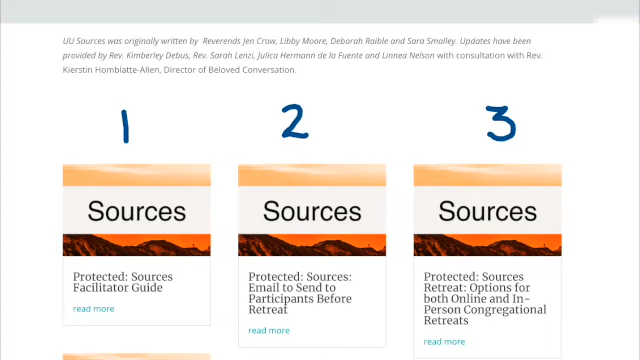 UU Sources was originally written by Reverends Jen Crow, Libby Moore, Deborah Raible and Sara Smalley. Updates have been
provided by Rev. Kimberley Debus, Rev. Sarah Lenzi, Julica Hermann de la Fuente and Linnea Nelson with consultation with Rev.
Kierstin Homblatte-Allen, Director of Beloved Conversation.
1 2 3
Sources
Protected: Sources
Facilitator Guide
read more
Sources
Protected: Sources:
Email to Send to
Participants Before
Retreat
read more
Sources
Protected: Sources
Retreat: Options for
both Online and In-
Person Congregational
Retreats
read more